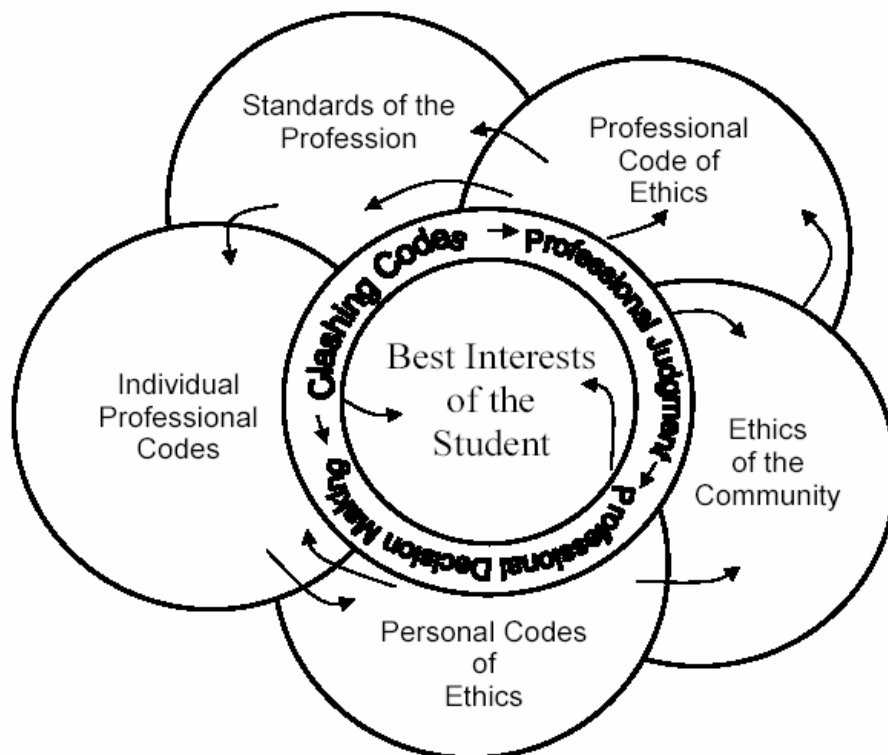 Standards of the
Profession
Professional
Code of
Ethics
Clashing Codes
Professional Judgment
Professional Decision Making
Best Interests
of the
Student
Individual
Professional
Codes
Ethics
of the
Community
Personal Codes
of
Ethics